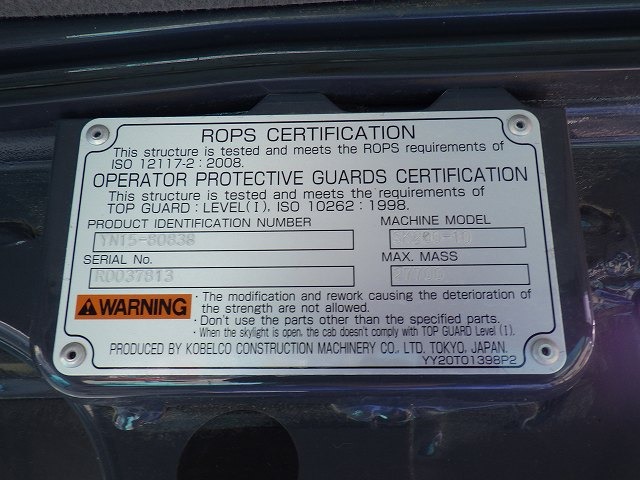 ROPS CERTIFICATION
This structure is tested and meets the ROPS requirements of
ISO 12117-2 : 2008.
OPERATOR PROTECTIVE GUARDS CERTIFICATION
This structure is tested and meets the requirements of
TOP GUARD : LEVEL(I), ISO 10262 : 1998.
PRODUCT IDENTIFICATION NUMBER
MACHINE MODEL
YN15-80838
SERIAL No.
MAX. MASS
R0037813
27700
WARNING
· The modification and rework causing the deterioration of
the strength are not allowed.
· Don't use the parts other than the specified parts.
· When the skylight is open, the cab doesn't comply with TOP GUARD Level (I).
PRODUCED BY KOBELCO CONSTRUCTION MACHINERY CO., LTD. TOKYO, JAPAN.
YY20T01398P2